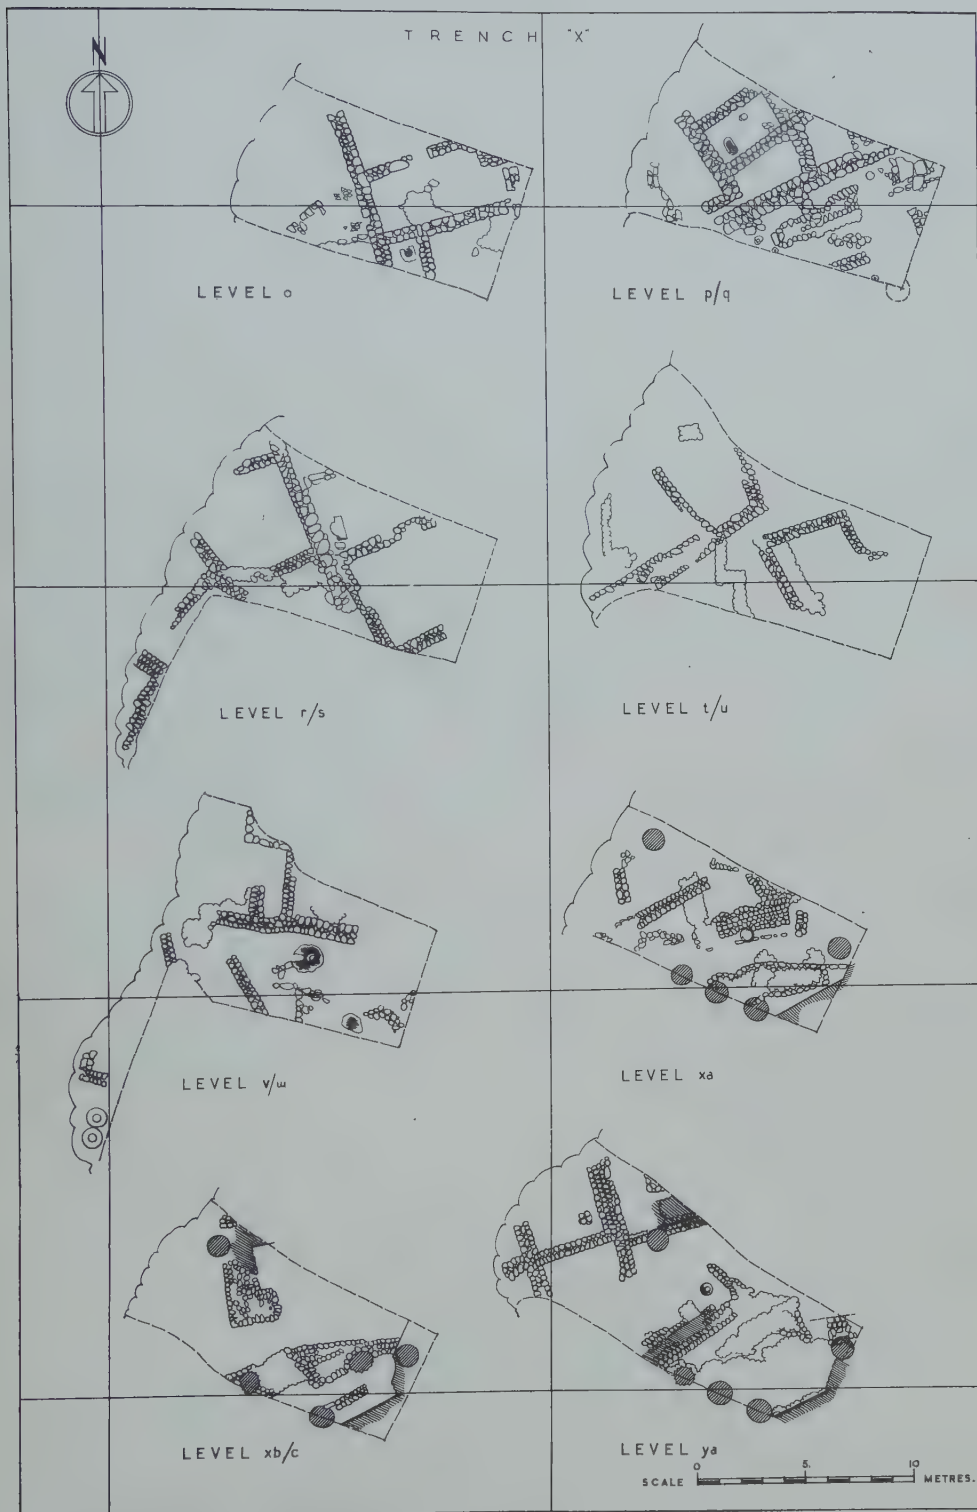 TRENCH "X"
N
LEVEL o
LEVEL p/q
LEVEL r/s
LEVEL t/u
LEVEL v/w
LEVEL xa
LEVEL xb/c
LEVEL ya
0 5. 10
SCALE METRES.